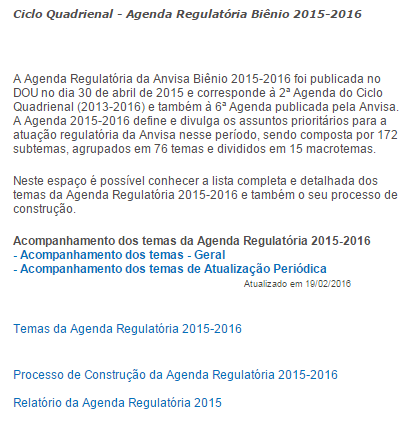 Ciclo Quadrienal - Agenda Regulatória Biênio 2015-2016
A Agenda Regulatória da Anvisa Biênio 2015-2016 foi publicada no
DOU no dia 30 de abril de 2015 e corresponde à 2ª Agenda do Ciclo
Quadrienal (2013-2016) e também à 6ª Agenda publicada pela Anvisa.
A Agenda 2015-2016 define e divulga os assuntos prioritários para a
atuação regulatória da Anvisa nesse período, sendo composta por 172
subtemas, agrupados em 76 temas e divididos em 15 macrotemas.
Neste espaço é possível conhecer a lista completa e detalhada dos
temas da Agenda Regulatória 2015-2016 e também o seu processo de
construção.
Acompanhamento dos temas da Agenda Regulatória 2015-2016
- Acompanhamento dos temas - Geral
- Acompanhamento dos temas de Atualização Periódica
Atualizado em 19/02/2016
Temas da Agenda Regulatória 2015-2016
Processo de Construção da Agenda Regulatória 2015-2016
Relatório da Agenda Regulatória 2015